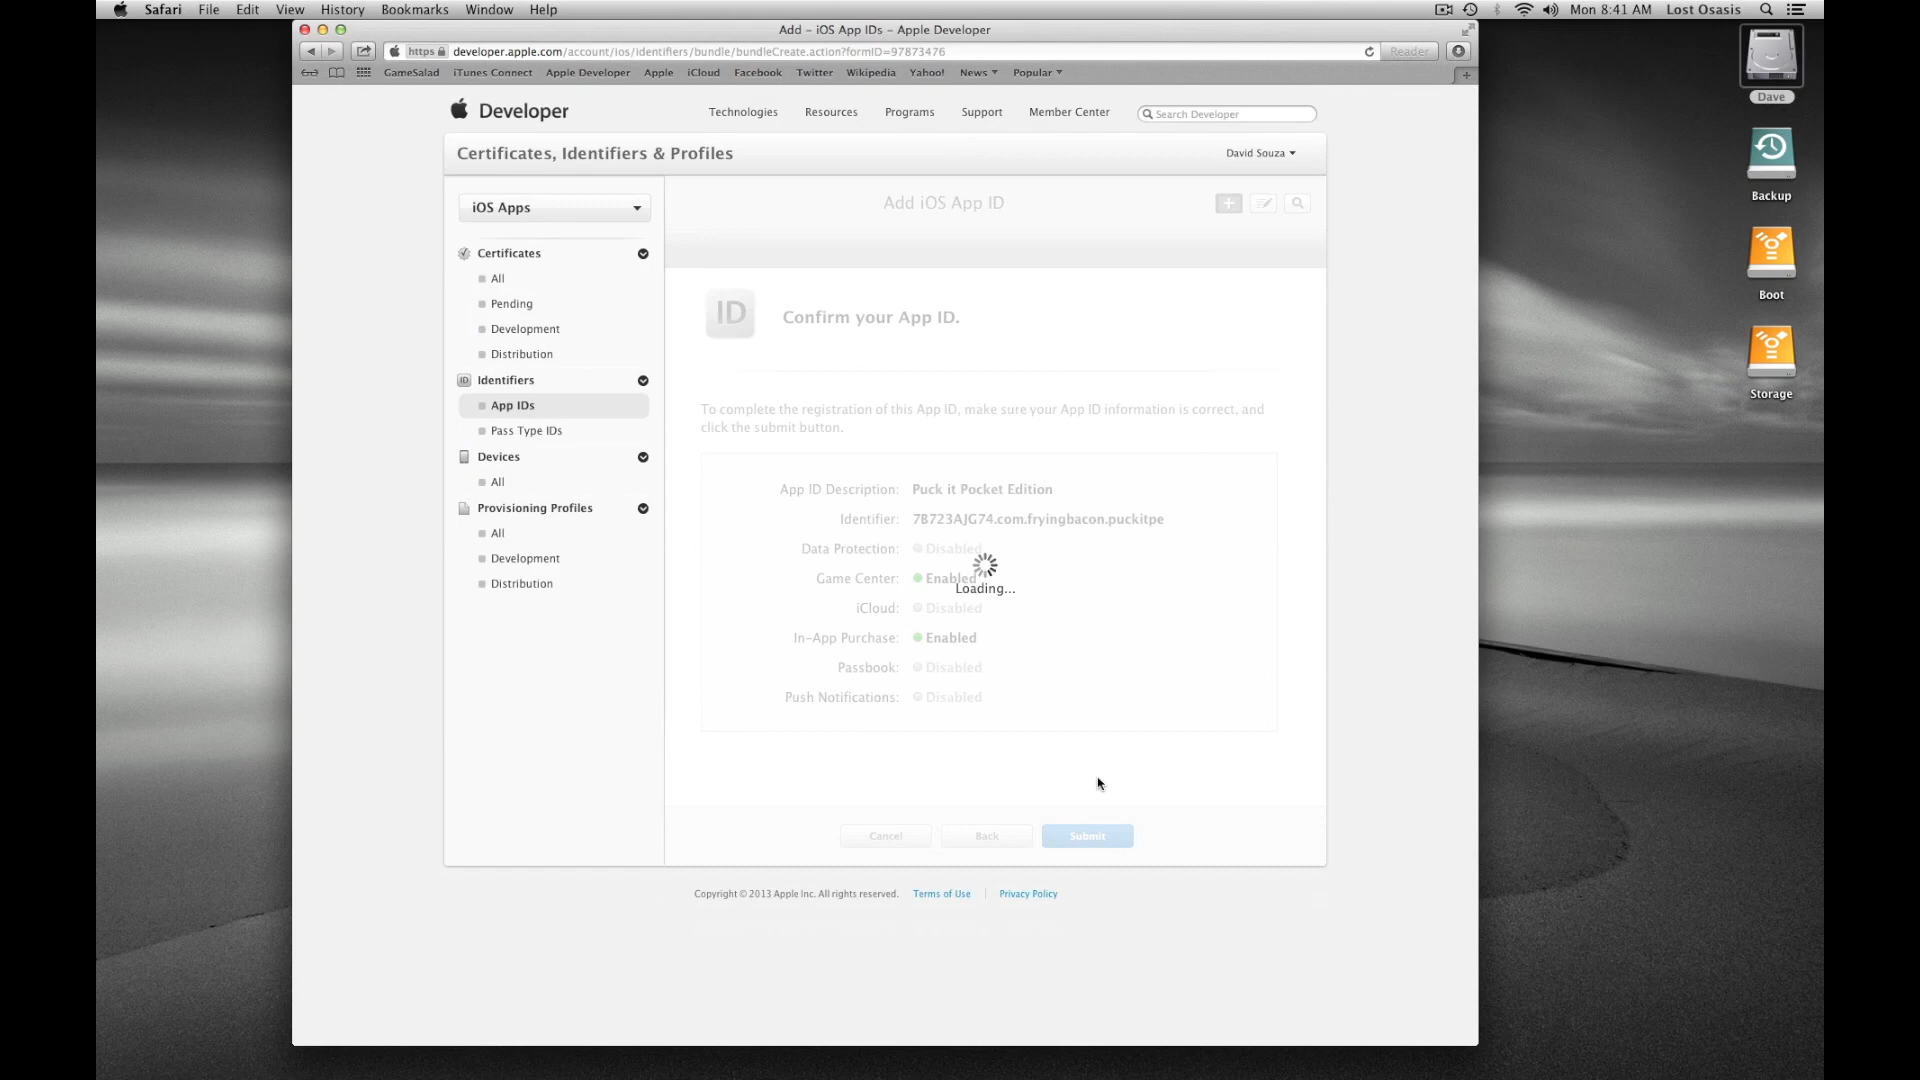 Safari File Edit View History Bookmarks Window Help Mon 8:41 AM Lost Osasis
Add - iOS App IDs - Apple Developer
https developer.apple.com/account/ios/identifiers/bundle/bundleCreate.action?formID=97873476 Reader
GameSalad iTunes Connect Apple Developer Apple iCloud Facebook Twitter Wikipedia Yahoo! News Popular
Dave
Backup
Boot
Storage
Developer Technologies Resources Programs Support Member Center Search Developer
Certificates, Identifiers & Profiles David Souza
iOS Apps
Certificates
All
Pending
Development
Distribution
ID Identifiers
App IDs
Pass Type IDs
Devices
All
Provisioning Profiles
All
Development
Distribution
Add iOS App ID
ID Confirm your App ID.
To complete the registration of this App ID, make sure your App ID information is correct, and
click the submit button.
App ID Description: Puck it Pocket Edition
Identifier: 7B723AJG74.com.fryingbacon.puckitpe
Data Protection: Disabled
Game Center: Enabled
Loading...
iCloud: Disabled
In-App Purchase: Enabled
Passbook: Disabled
Push Notifications: Disabled
Cancel Back Submit
Copyright © 2013 Apple Inc. All rights reserved. Terms of Use Privacy Policy